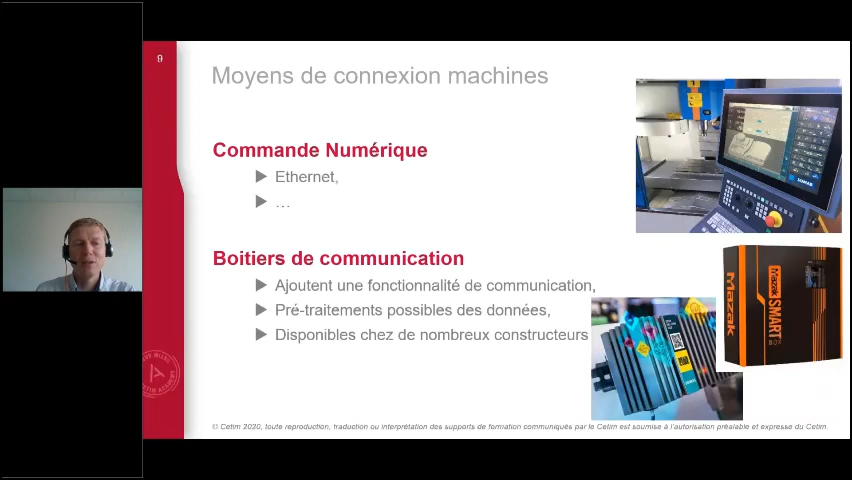 9
Moyens de connexion machines
Commande Numérique
Ethernet,
…
Boitiers de communication
Ajoutent une fonctionnalité de communication,
Pré-traitements possibles des données,
Disponibles chez de nombreux constructeurs
Mazak
Mazak
SMART
BOX
© Cetim 2020, toute reproduction, traduction ou interprétation des supports de formation communiqués par le Cetim est soumise à l'autorisation préalable et expresse du Cetim.